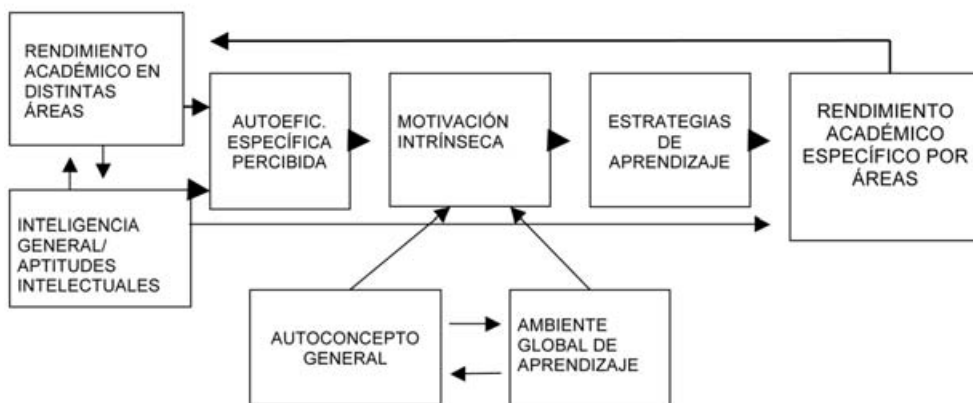 RENDIMIENTO
ACADÉMICO EN
DISTINTAS
ÁREAS
AUTOEFIC.
ESPECÍFICA
PERCIBIDA
MOTIVACIÓN
INTRÍNSECA
ESTRATEGIAS
DE
APRENDIZAJE
RENDIMIENTO
ACADÉMICO
ESPECÍFICO POR
ÁREAS
INTELIGENCIA
GENERAL/
APTITUDES
INTELECTUALES
AUTOCONCEPTO
GENERAL
AMBIENTE
GLOBAL DE
APRENDIZAJE